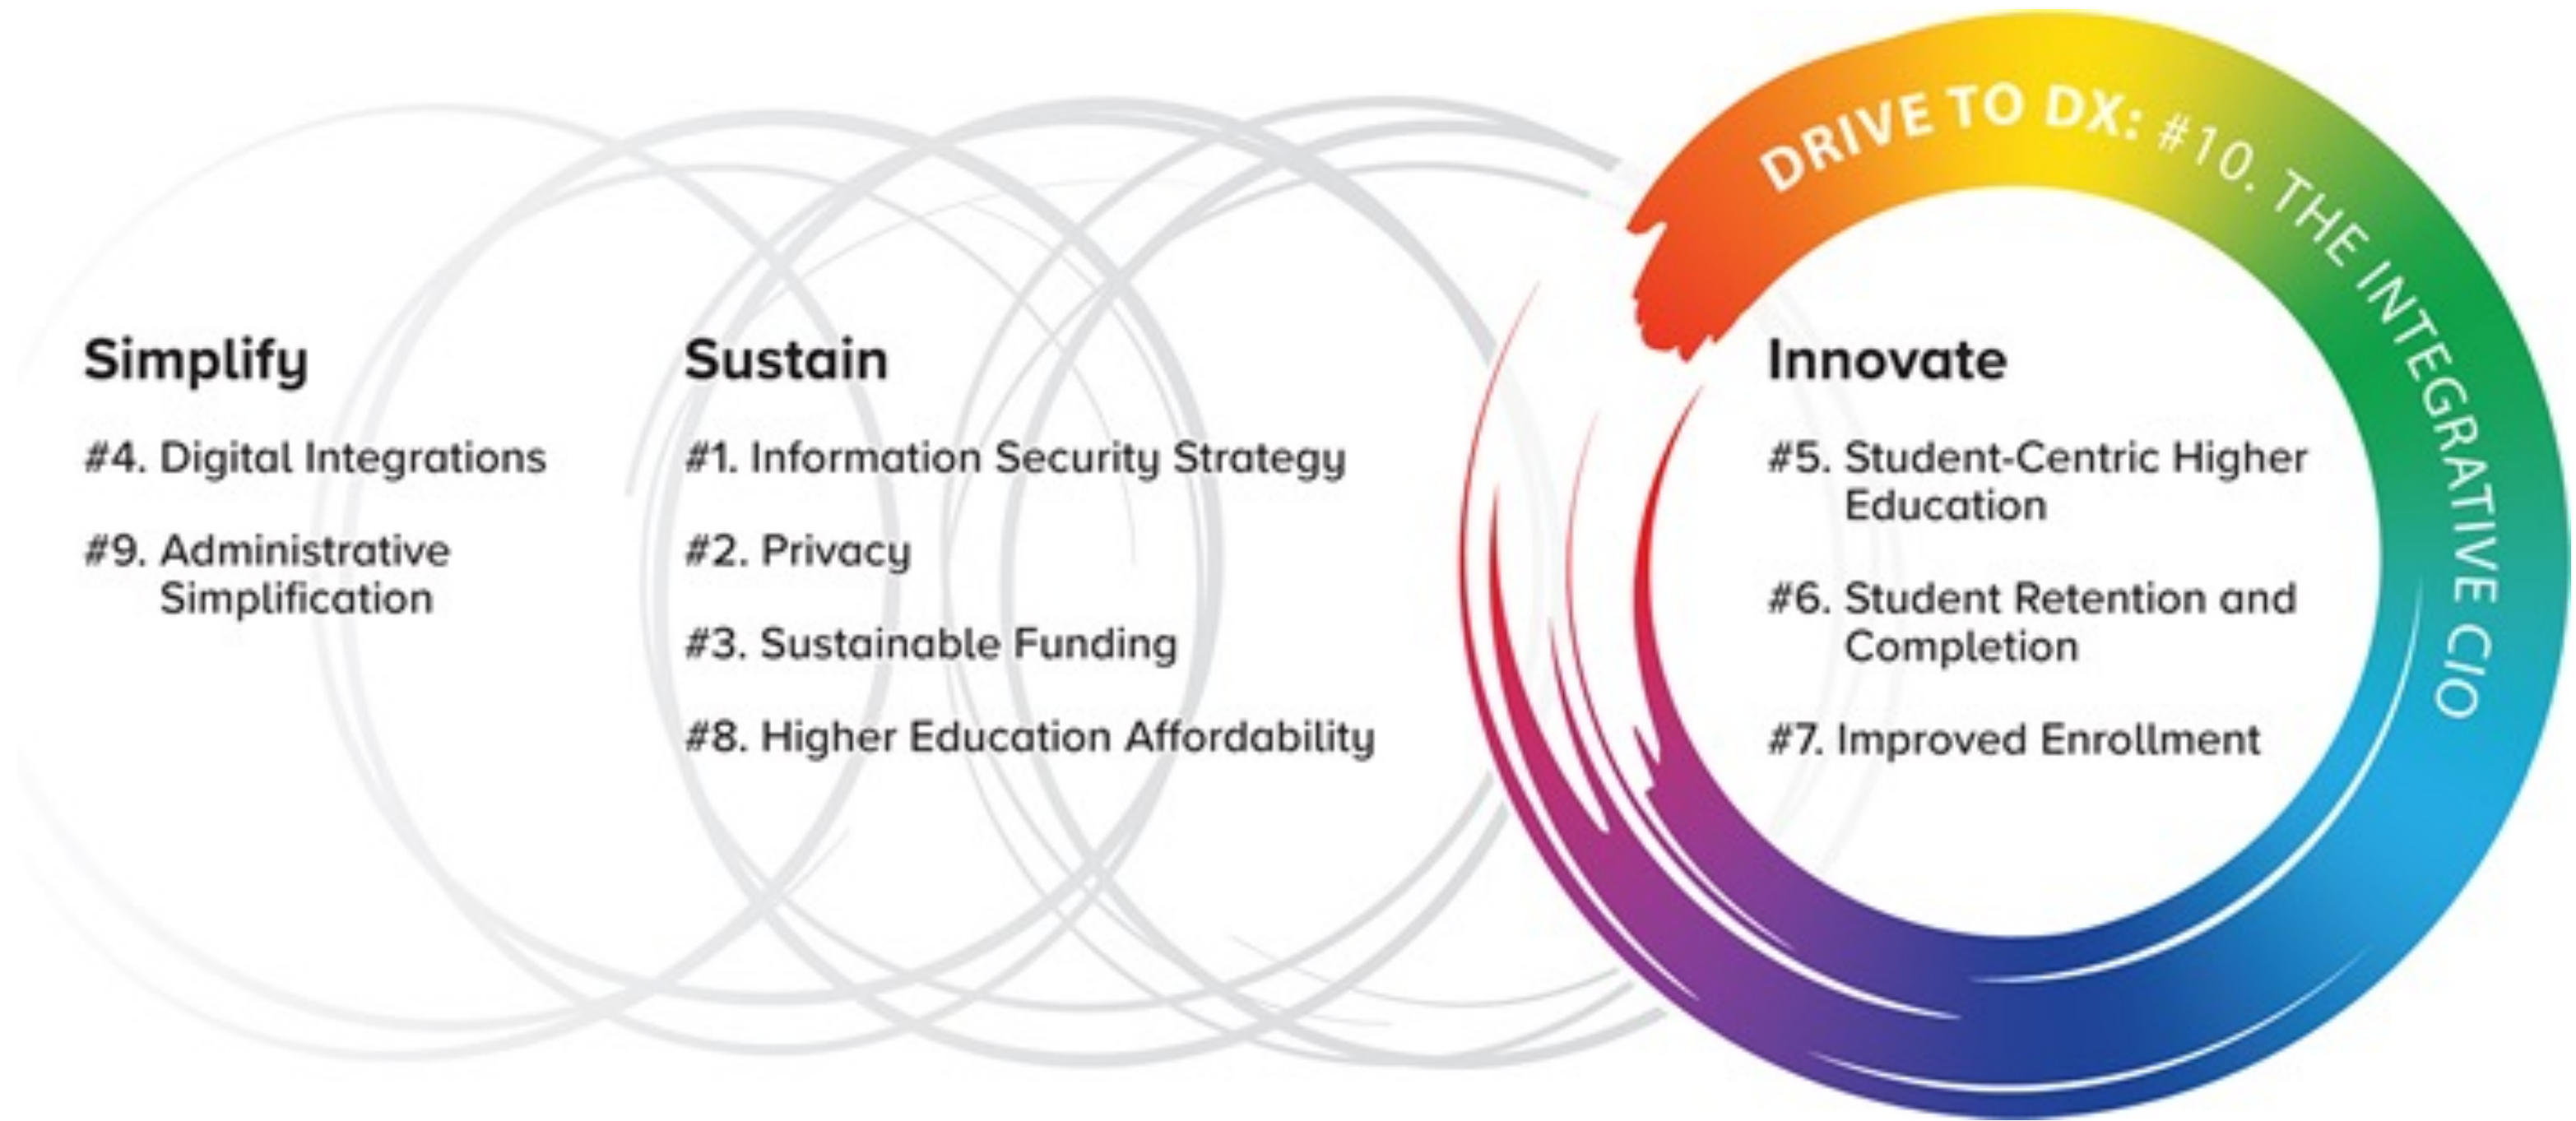 Simplify
#4. Digital Integrations
#9. Administrative
Simplification
Sustain
#1. Information Security Strategy
#2. Privacy
#3. Sustainable Funding
#8. Higher Education Affordability
DRIVE TO DX: #10. THE INTEGRATIVE CIO
Innovate
#5. Student-Centric Higher
Education
#6. Student Retention and
Completion
#7. Improved Enrollment